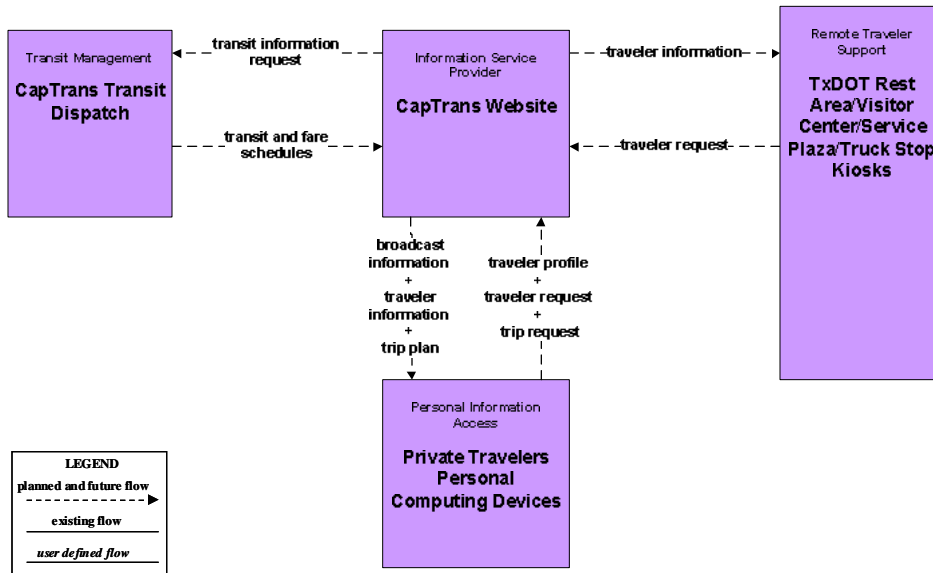 Transit Management
CapTrans Transit
Dispatch
transit information
request
transit and fare
schedules
Information Service
Provider
CapTrans Website
traveler information
traveler request
Remote Traveler
Support
TxDOT Rest
Area/Visitor
Center/Service
Plaza/Truck Stop
Kiosks
broadcast
information
+
traveler
information
+
trip plan
traveler profile
+
traveler request
+
trip request
Personal Information
Access
Private Travelers
Personal
Computing Devices
LEGEND
planned and future flow
existing flow
user defined flow